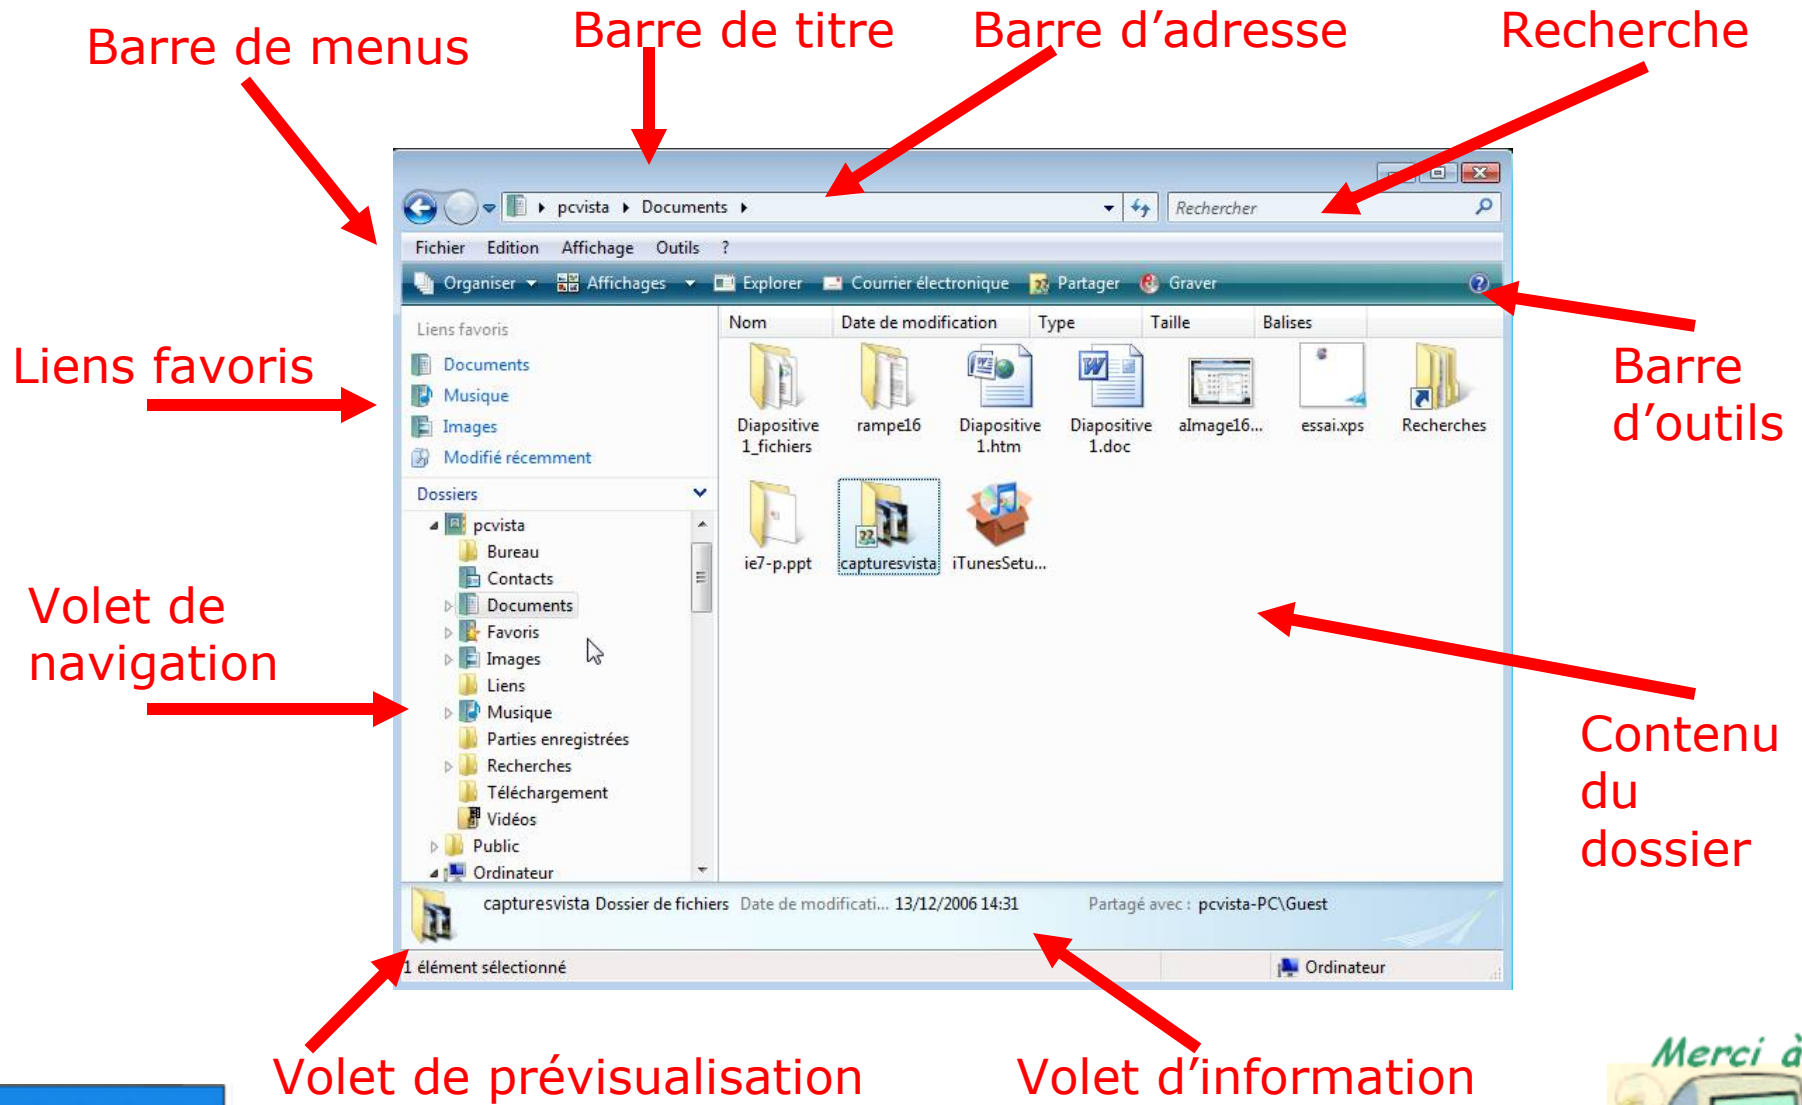 Barre de menus
Barre de titre
Barre d’adresse
Recherche
pcvista
Documents
Rechercher
Fichier Edition Affichage Outils ?
Organiser Affichages Explorer Courrier électronique Partager Graver
Liens favoris
Documents
Musique
Images
Modifié récemment
Dossiers
pcvista
Bureau
Contacts
Documents
Favoris
Images
Liens
Musique
Parties enregistrées
Recherches
Téléchargement
Vidéos
Public
Ordinateur
Nom Date de modification Type Taille Balises
Diapositive
1_fichiers
rampe16
Diapositive
1.htm
Diapositive
1.doc
aImage16...
essai.xps
Recherches
ie7-p.ppt
capturesvista
iTunesSetu...
Liens favoris
Volet de
navigation
Barre
d’outils
Contenu
du
dossier
capturesvista Dossier de fichiers Date de modificati... 13/12/2006 14:31 Partagé avec : pcvista-PC\Guest
1 élément sélectionné
Ordinateur
Volet de prévisualisation
Volet d’information
Merci à